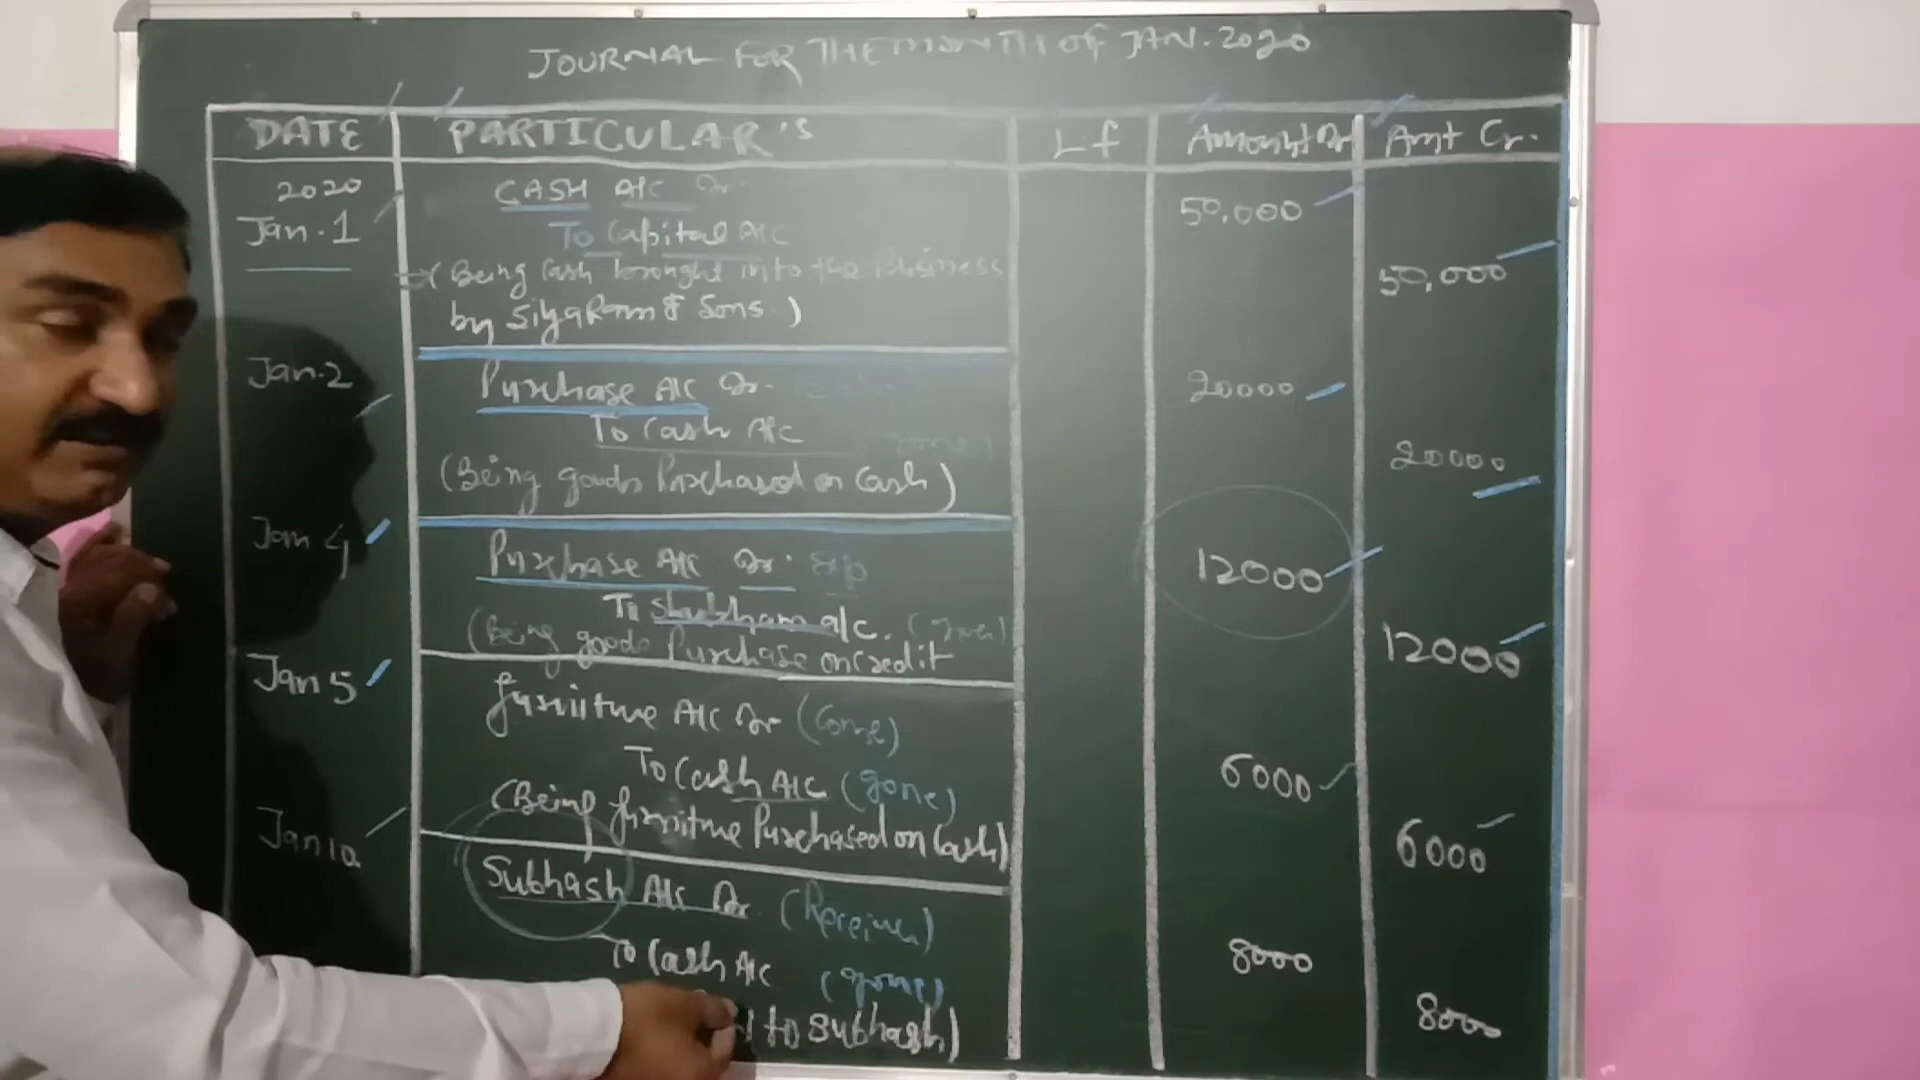 JOURNAL FOR THE MONTH OF JAN. 2020
DATE PARTICULAR's Lf Amount Dr Amt Cr.
2020 CASH A/C Dr.
Jan. 1 50,000
To Capital A/C
(Being Cash brought into the Business 50,000
by Siyaram & Sons.)
Jan. 2 Purchase A/C Dr. 20000
To Cash A/C
20000
(Being goods Purchased on Cash)
Jan 4 Purchase A/C Dr. Exp 12000
To Shubham a/c.
(Being goods Purchase on Credit 12000
Jan 5 furniture A/C Dr (Come)
To Cash A/C (gone) 6000
(Being furniture Purchased on Cash)
Jan 10 6000
Subhash A/c Dr. (Receiver)
To Cash A/C (gone) 8000
to Subhash) 8000